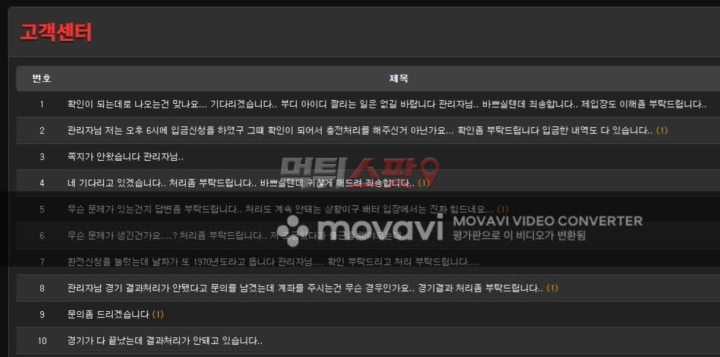 고객센터
번호 제목
1 확인이 되는데로 나오는건 맞나요... 기다리겠습니다.. 부디 아이디 짤리는 일은 없길 바랍니다 관리자님.. 바쁘실텐데 죄송합니다.. 제입장도 이해좀 부탁드립니다..
2 관리자님 저는 오후 6시에 입금신청을 하였구 그때 확인이 되어서 충전처리를 해주신거 아닌가요... 확인좀 부탁드립니다 입금한 내역도 다 있습니다.. (1)
3 쪽지가 안왔습니다 관리자님..
먹튀스팟
4 네 기다리고 있겠습니다.. 처리좀 부탁드립니다.. 바쁘실텐데 귀찮게 해드려 죄송합니다.. (1)
5 무슨 문제가 있는건지 답변좀 부탁드립니다.. 처리도 계속 안돼는 상황이구 배터 입장에서는 진짜 힘드네요... (1)
movavi
MOVAVI VIDEO CONVERTER
평가판으로 이 비디오가 변환됨
6 무슨 문제가 생긴건가요....? 처리좀 부탁드립니다.. 저
7 환전신청을 눌렀는데 날짜가 또 1970년도라고 뜹니다 관리자님.... 확인 부탁드리고 처리 부탁드립니다....
8 관리자님 경기 결과처리가 안됐다고 문의를 남겼는데 계좌를 주시는건 무슨 경우인가요.. 경기결과 처리좀 부탁드립니다.. (1)
9 문의좀 드리겠습니다 (1)
10 경기가 다 끝났는데 결과처리가 안돼고 있습니다..